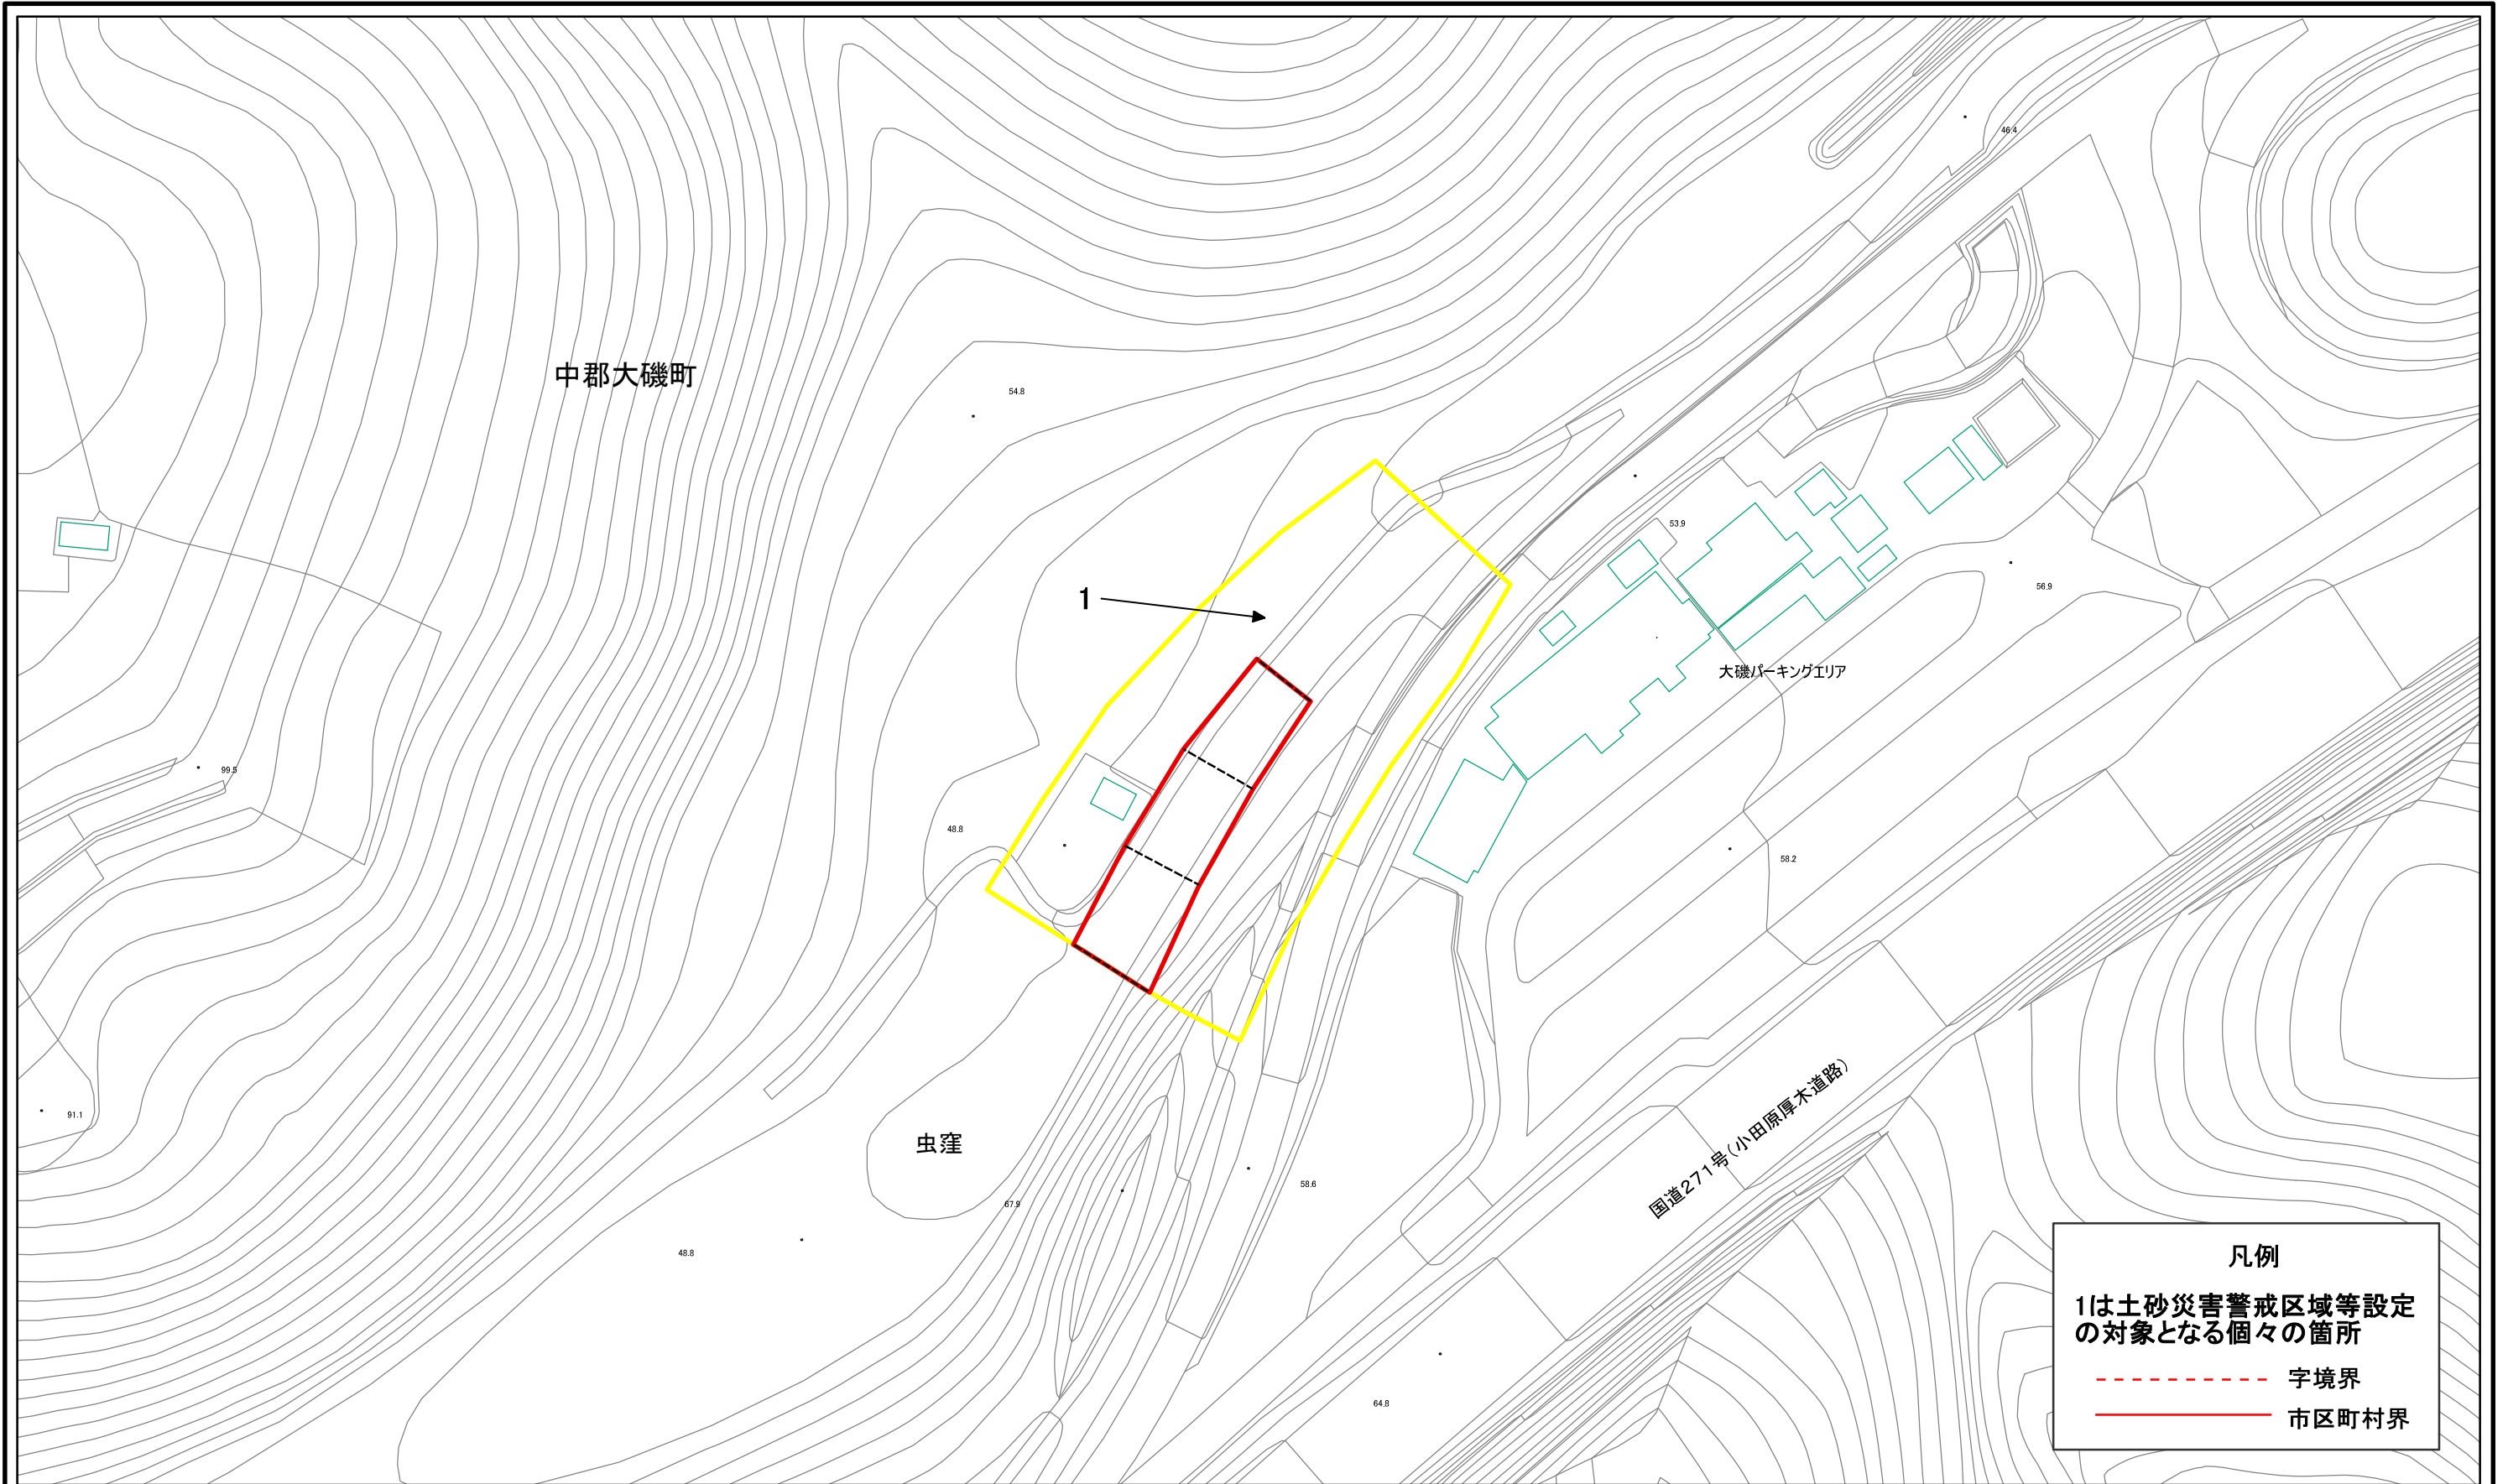 46.4
中郡大磯町
54.8
53.9
56.9
1
大磯パーキングエリア
99.5
48.8
58.2
91.1
虫窪
58.6
67.9
48.8
国道271号(小田原厚木道路)
64.8
凡例
1は土砂災害警戒区域等設定
の対象となる個々の箇所
字境界
市区町村界